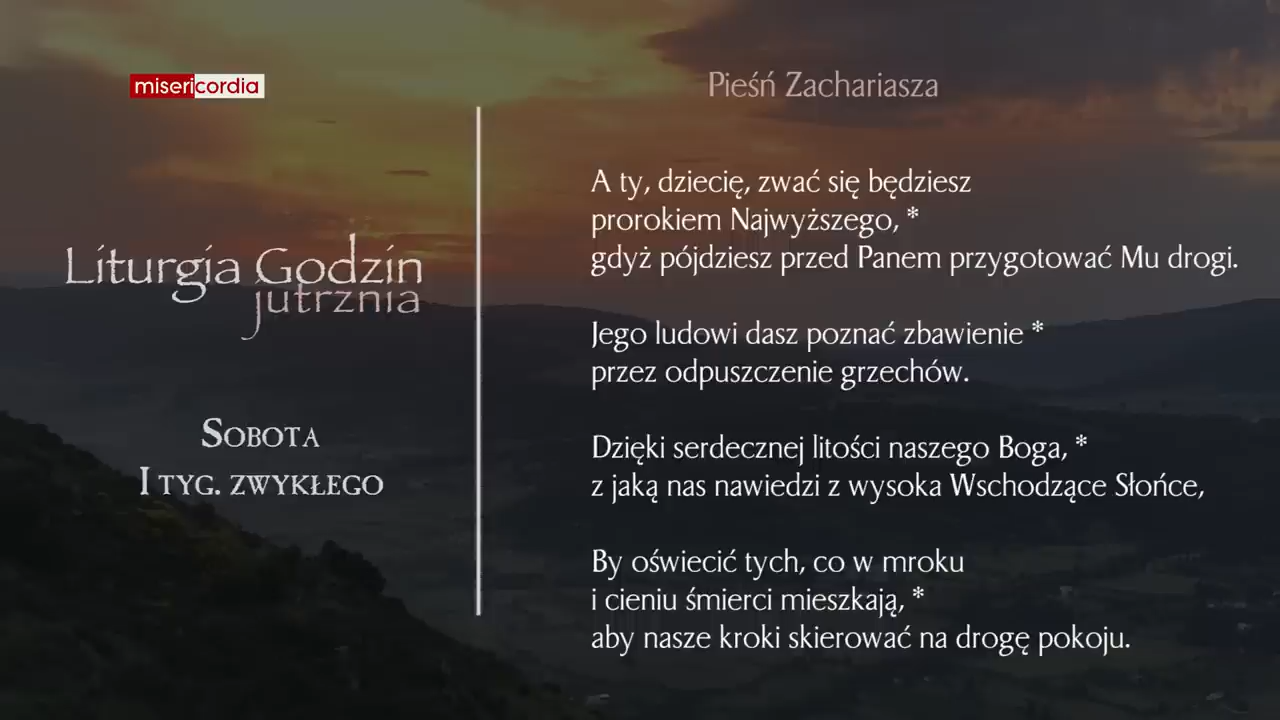 misericordia
Liturgia Godzin
jutrznia
Sobota
I tyg. zwykłego
Pieśń Zachariasza
A ty, dziecię, zwać się będziesz
prorokiem Najwyższego, *
gdyż pójdziesz przed Panem przygotować Mu drogi.
Jego ludowi dasz poznać zbawienie *
przez odpuszczenie grzechów.
Dzięki serdecznej litości naszego Boga, *
z jaką nas nawiedzi z wysoka Wschodzące Słońce,
By oświecić tych, co w mroku
i cieniu śmierci mieszkają, *
aby nasze kroki skierować na drogę pokoju.